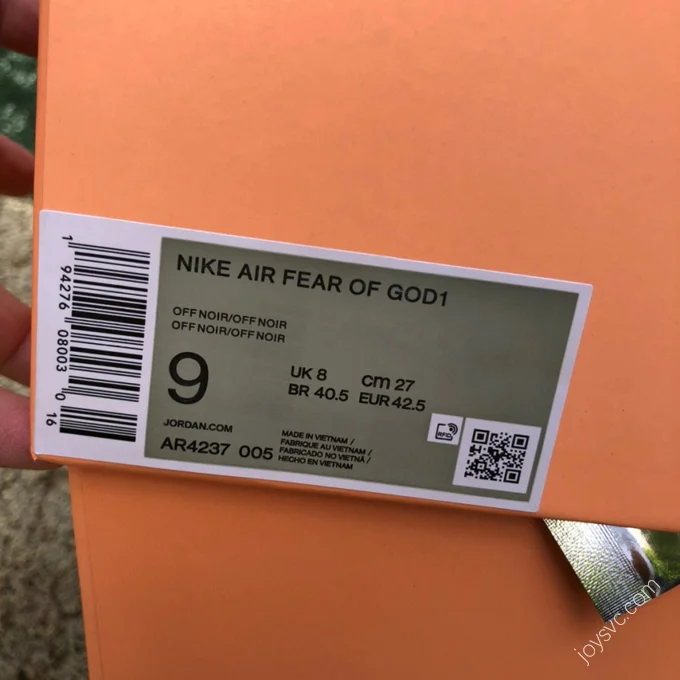 NIKE AIR FEAR OF GOD1
OFF NOIR/OFF NOIR
OFF NOIR/OFF NOIR
9
UK 8
cm 27
BR 40.5
EUR 42.5
JORDAN.COM
AR4237 005
MADE IN VIETNAM /
FABRIQUE AU VIETNAM /
FABRICADO NO VIETNÃ /
HECHO EN VIETNAM
RFID
1 94276 08003 0 16
joysvc.com